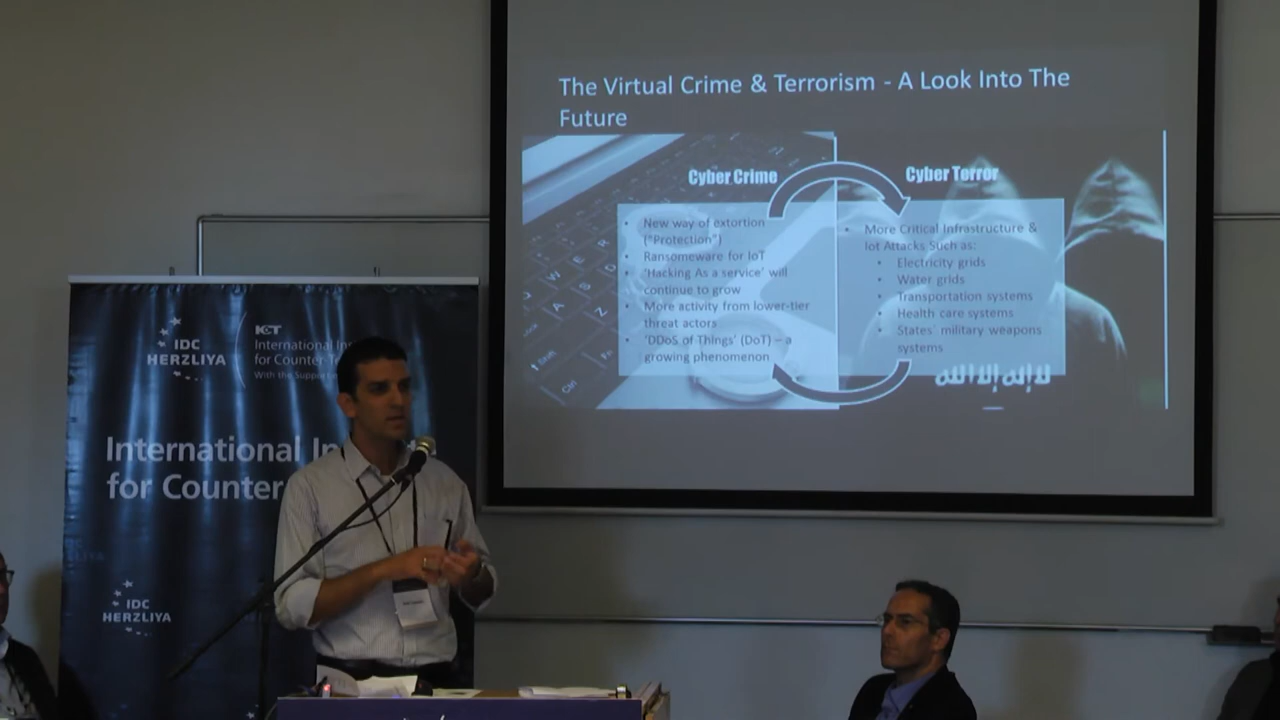 The Virtual Crime & Terrorism - A Look Into The
Future
Cyber Crime
New way of extortion
("Protection")
Ransomeware for IoT
'Hacking As a service' will
continue to grow
More activity from lower-tier
threat actors
'DDoS of Things' (DoT) – a
growing phenomenon
Cyber Terror
More Critical Infrastructure &
Iot Attacks Such as:
Electricity grids
Water grids
Transportation systems
Health care systems
States' military weapons
systems
لا إله إلا الله
IDC
HERZLIYA
ICT
International Ins
for Counter-Te
With the Suppor
International In
for Counter
IDC
HERZLIYA